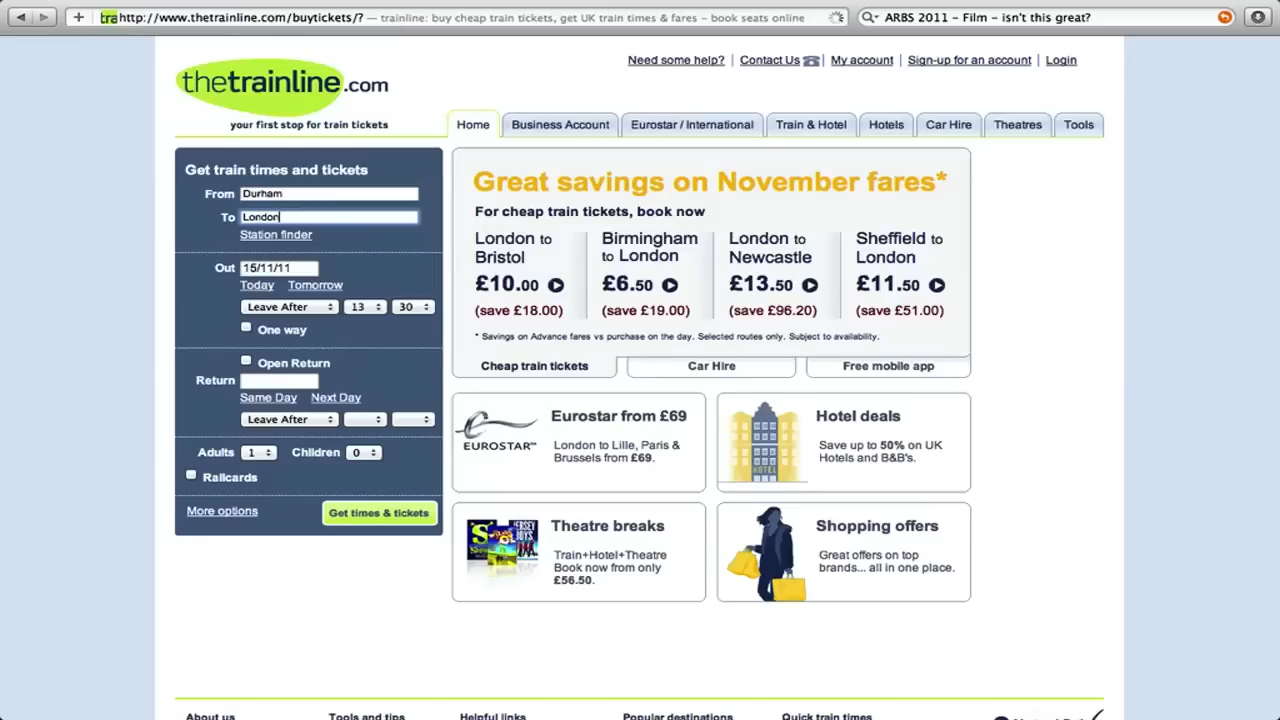 http://www.thetrainline.com/buytickets/? — trainline: buy cheap train tickets, get UK train times & fares – book seats online
ARBS 2011 – Film – isn't this great?
Need some help? | Contact Us | My account | Sign-up for an account | Login
thetrainline.com
your first stop for train tickets
Home
Business Account
Eurostar / International
Train & Hotel
Hotels
Car Hire
Theatres
Tools
Get train times and tickets
From Durham
To London
Station finder
Out 15/11/11
Today Tomorrow
Leave After 13 30
One way
Open Return
Return
Same Day Next Day
Leave After
Adults 1 Children 0
Railcards
More options
Get times & tickets
Great savings on November fares*
For cheap train tickets, book now
London to
Bristol
£10.00
(save £18.00)
Birmingham
to London
£6.50
(save £19.00)
London to
Newcastle
£13.50
(save £96.20)
Sheffield to
London
£11.50
(save £51.00)
* Savings on Advance fares vs purchase on the day. Selected routes only. Subject to availability.
Cheap train tickets
Car Hire
Free mobile app
EUROSTAR™
Eurostar from £69
London to Lille, Paris &
Brussels from £69.
HOTEL
Hotel deals
Save up to 50% on UK
Hotels and B&B's.
JERSEY
BOYS
Theatre breaks
Train+Hotel+Theatre
Book now from only
£56.50.
Shopping offers
Great offers on top
brands... all in one place.
About us
Tools and tips
Helpful links
Popular destinations
Quick train times